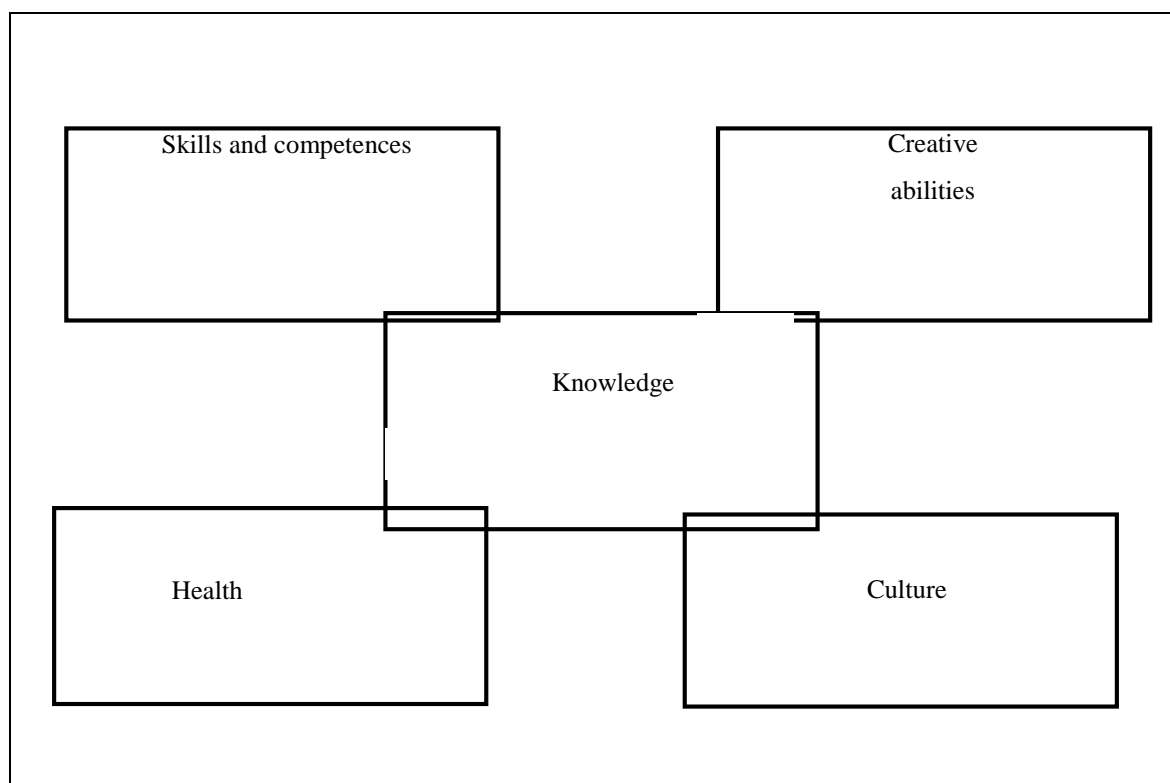 Skills and competences
Creative
abilities
Knowledge
Health
Culture